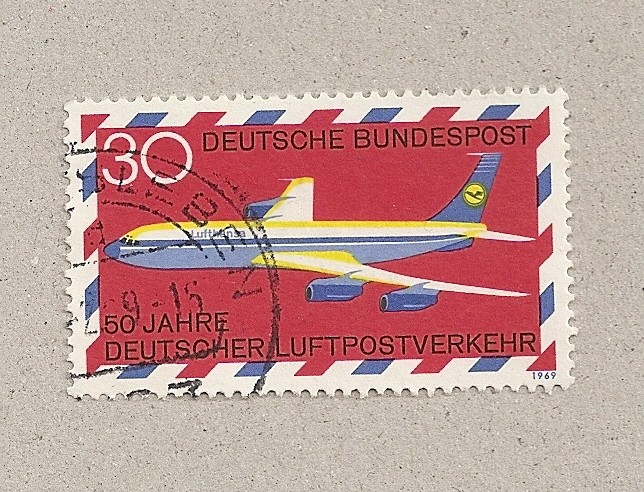 30 DEUTSCHE BUNDESPOST
Lufthansa
50 JAHRE
DEUTSCHER LUFTPOSTVERKEHR
1969